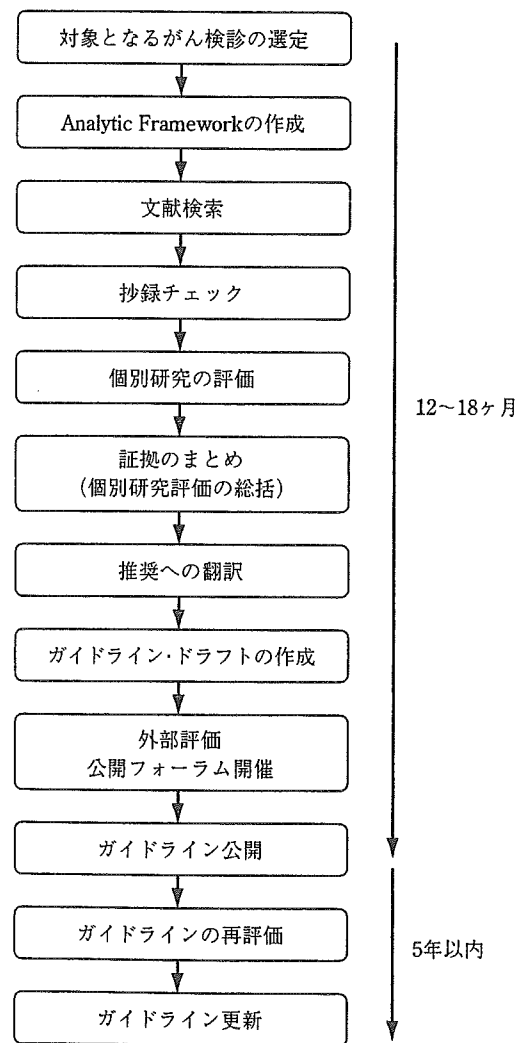 対象となるがん検診の選定
Analytic Frameworkの作成
文献検索
抄録チェック
個別研究の評価
証拠のまとめ
(個別研究評価の総括)
推奨への翻訳
ガイドライン・ドラフトの作成
外部評価
公開フォーラム開催
ガイドライン公開
ガイドラインの再評価
ガイドライン更新
12〜18ヶ月
5年以内